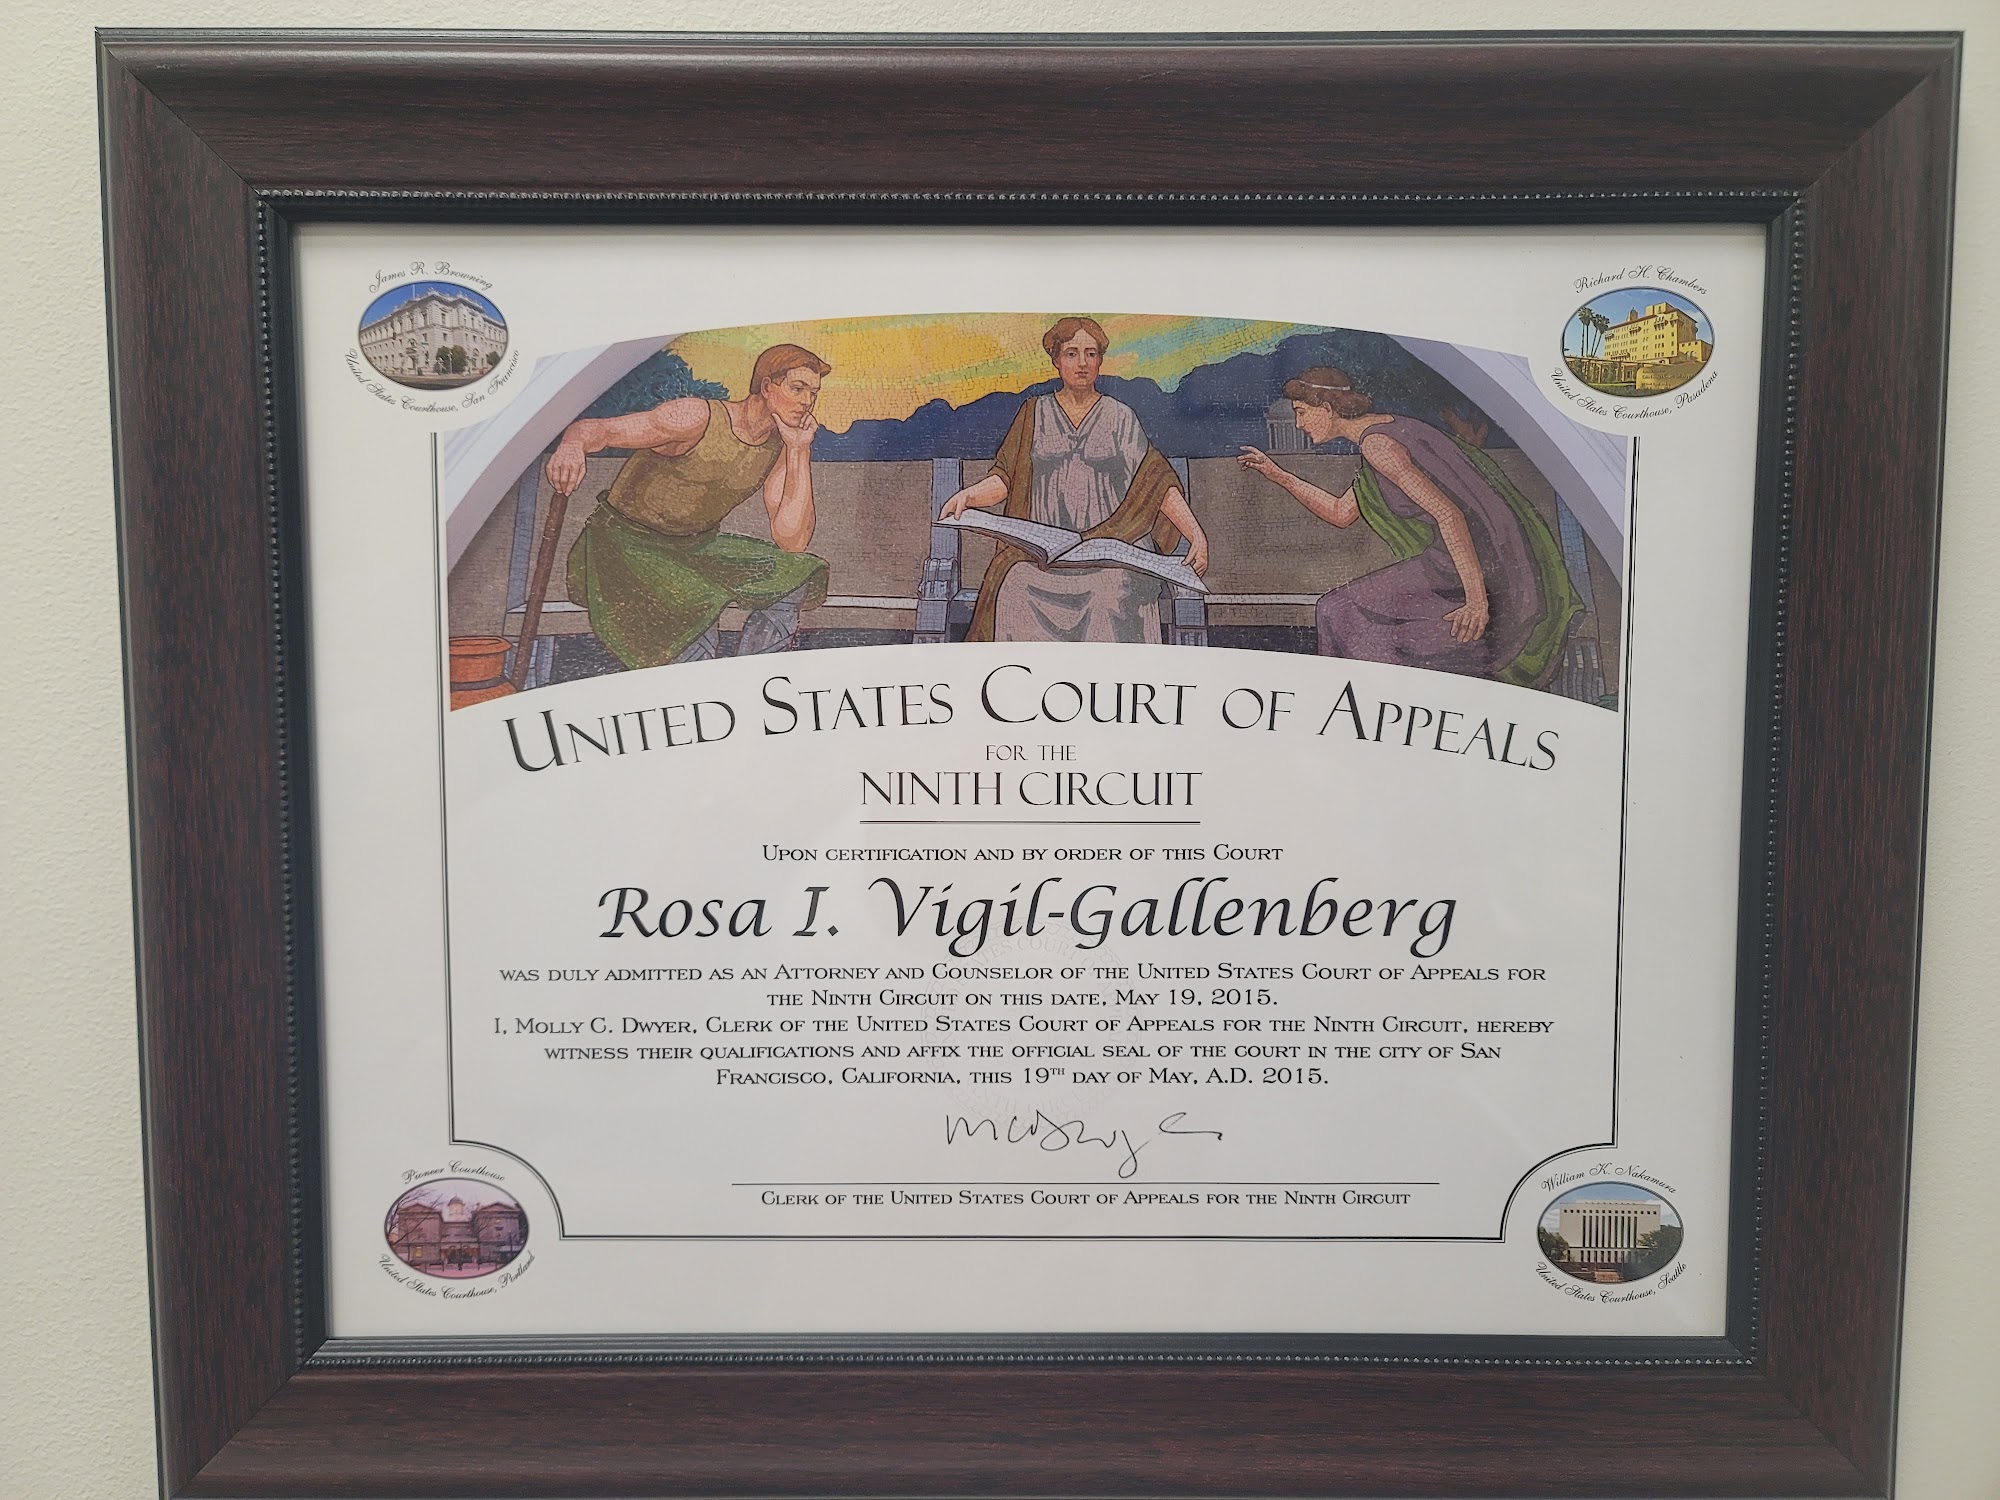 James R. Browning
United States Courthouse, San Francisco
Richard H. Chambers
United States Courthouse, Pasadena
UNITED STATES COURT OF APPEALS
FOR THE
NINTH CIRCUIT
UPON CERTIFICATION AND BY ORDER OF THIS COURT
Rosa I. Vigil-Gallenberg
WAS DULY ADMITTED AS AN ATTORNEY AND COUNSELOR OF THE UNITED STATES COURT OF APPEALS FOR
THE NINTH CIRCUIT ON THIS DATE, MAY 19, 2015.
I, MOLLY C. DWYER, CLERK OF THE UNITED STATES COURT OF APPEALS FOR THE NINTH CIRCUIT, HEREBY
WITNESS THEIR QUALIFICATIONS AND AFFIX THE OFFICIAL SEAL OF THE COURT IN THE CITY OF SAN
FRANCISCO, CALIFORNIA, THIS 19TH DAY OF MAY, A.D. 2015.
CLERK OF THE UNITED STATES COURT OF APPEALS FOR THE NINTH CIRCUIT
Pioneer Courthouse
United States Courthouse, Portland
William K. Nakamura
United States Courthouse, Seattle